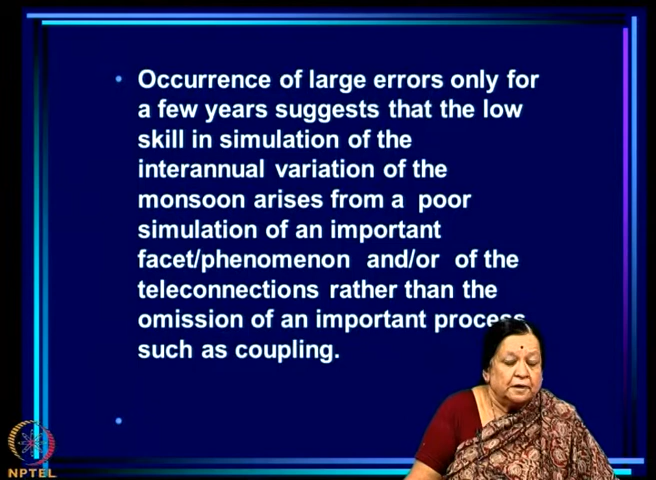 Occurrence of large errors only for
a few years suggests that the low
skill in simulation of the
interannual variation of the
monsoon arises from a poor
simulation of an important
facet/phenomenon and/or of the
teleconnections rather than the
omission of an important process
such as coupling.
NPTEL